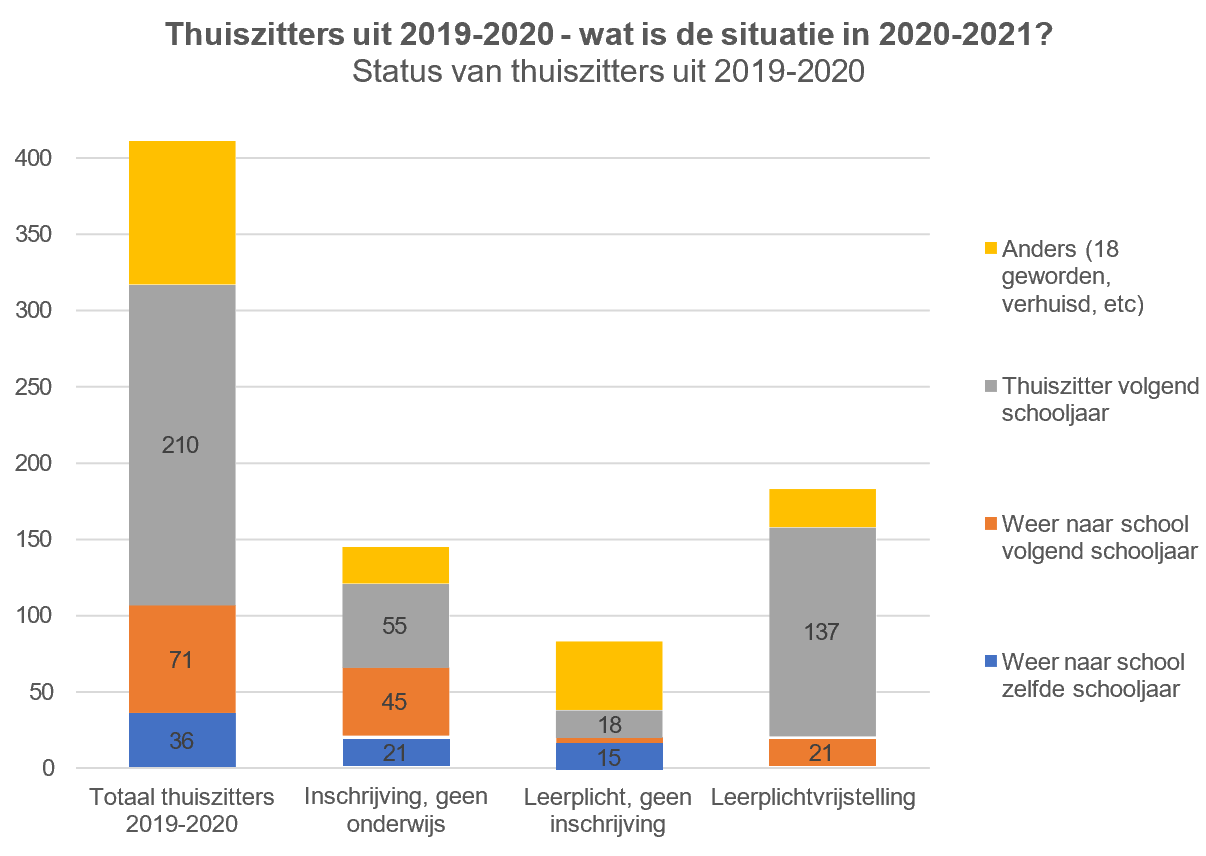 Thuiszitters uit 2019-2020 - wat is de situatie in 2020-2021?
Status van thuiszitters uit 2019-2020
400
350
300
250
200
150
100
50
0
210
71
36
55
45
21
18
15
137
21
Totaal thuiszitters
2019-2020
Inschrijving, geen
onderwijs
Leerplicht, geen
inschrijving
Leerplichtvrijstelling
Anders (18
geworden,
verhuisd, etc)
Thuiszitter volgend
schooljaar
Weer naar school
volgend schooljaar
Weer naar school
zelfde schooljaar